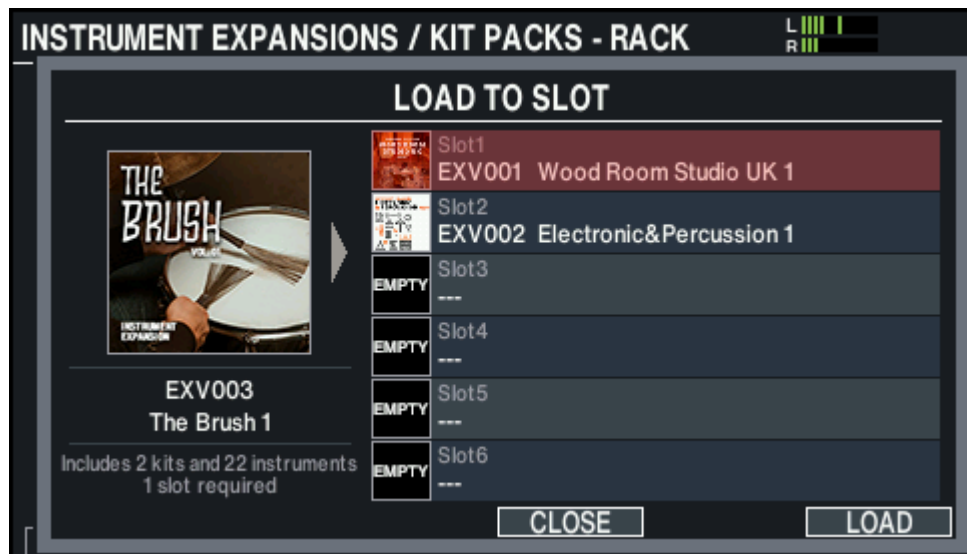 INSTRUMENT EXPANSIONS / KIT PACKS - RACK
L
R
LOAD TO SLOT
THE
BRUSH
VOL.01
INSTRUMENT
EXPANSION
EXV003
The Brush 1
Includes 2 kits and 22 instruments
1 slot required
Slot1
EXV001 Wood Room Studio UK 1
Slot2
EXV002 Electronic&Percussion 1
EMPTY
Slot3
---
EMPTY
Slot4
---
EMPTY
Slot5
---
EMPTY
Slot6
---
CLOSE
LOAD